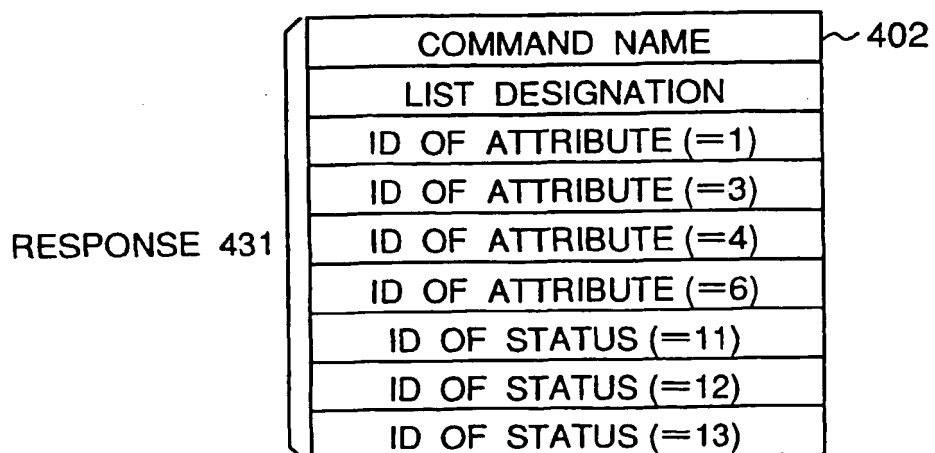 COMMAND NAME 402
LIST DESIGNATION
ID OF ATTRIBUTE (=1)
ID OF ATTRIBUTE (=3)
RESPONSE 431 ID OF ATTRIBUTE (=4)
ID OF ATTRIBUTE (=6)
ID OF STATUS (=11)
ID OF STATUS (=12)
ID OF STATUS (=13)